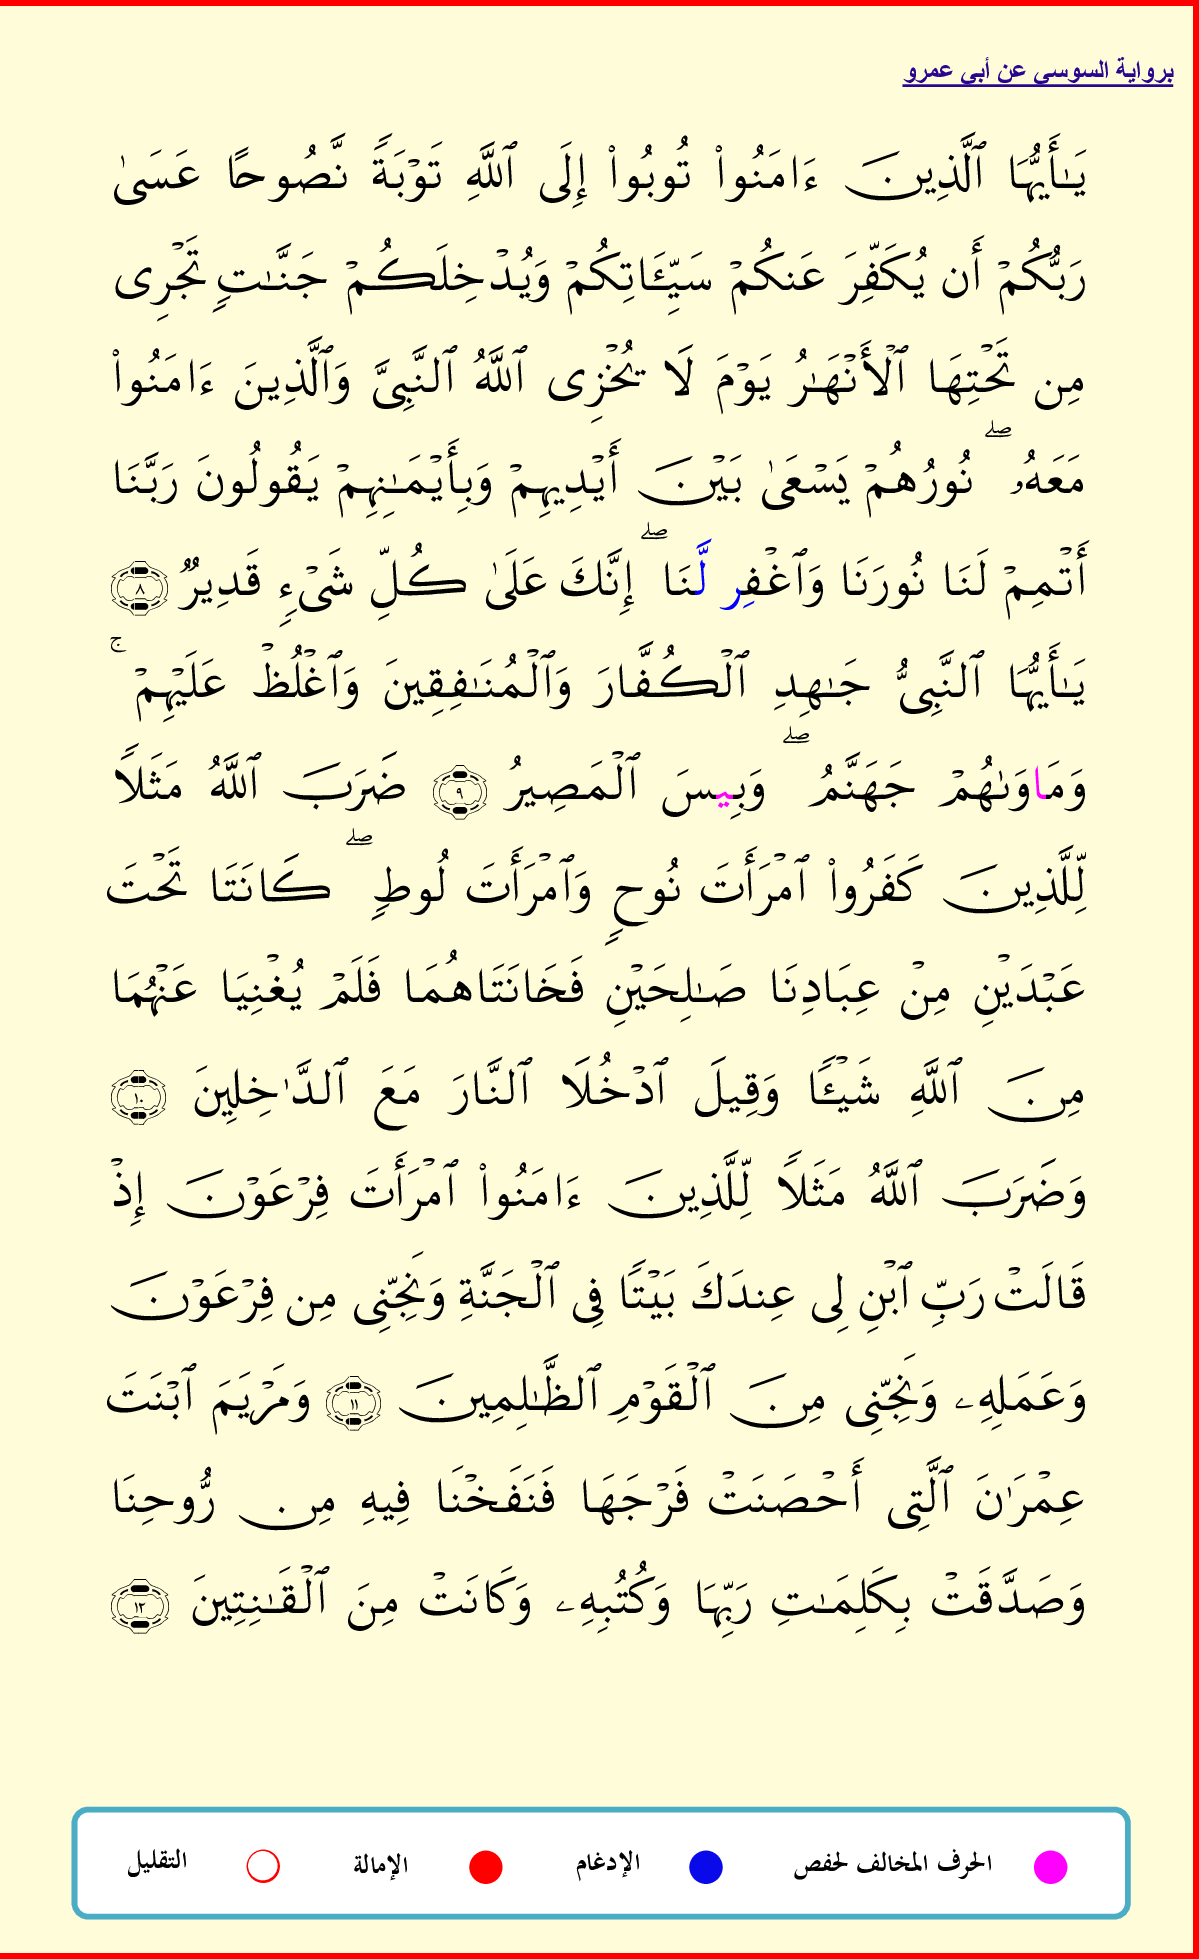 برواية السوسي عن أبي عمرو
يَـٰٓأَيُّهَا ٱلَّذِينَ ءَامَنُوا۟ تُوبُوٓا۟ إِلَى ٱللَّهِ تَوْبَةً نَّصُوحًا عَسَىٰ
رَبُّكُمْ أَن يُكَفِّرَ عَنكُمْ سَيِّـَٔاتِكُمْ وَيُدْخِلَكُمْ جَنَّـٰتٍ تَجْرِى
مِن تَحْتِهَا ٱلْأَنْهَـٰرُ يَوْمَ لَا يُخْزِى ٱللَّهُ ٱلنَّبِىَّ وَٱلَّذِينَ ءَامَنُوا۟
مَعَهُۥ ۖ نُورُهُمْ يَسْعَىٰ بَيْنَ أَيْدِيهِمْ وَبِأَيْمَـٰنِهِمْ يَقُولُونَ رَبَّنَا
أَتْمِمْ لَنَا نُورَنَا وَٱغْفِر لَّنَا ۖ إِنَّكَ عَلَىٰ كُلِّ شَىْءٍ قَدِيرٌ ٨
يَـٰٓأَيُّهَا ٱلنَّبِىُّ جَـٰهِدِ ٱلْكُفَّارَ وَٱلْمُنَـٰفِقِينَ وَٱغْلُظْ عَلَيْهِمْ ۚ
وَمَاوَىٰهُمْ جَهَنَّمُ ۖ وَبِيسَ ٱلْمَصِيرُ ٩ ضَرَبَ ٱللَّهُ مَثَلًا
لِّلَّذِينَ كَفَرُوا۟ ٱمْرَأَتَ نُوحٍ وَٱمْرَأَتَ لُوطٍ ۖ كَانَتَا تَحْتَ
عَبْدَيْنِ مِنْ عِبَادِنَا صَـٰلِحَيْنِ فَخَانَتَاهُمَا فَلَمْ يُغْنِيَا عَنْهُمَا
مِنَ ٱللَّهِ شَيْـًٔا وَقِيلَ ٱدْخُلَا ٱلنَّارَ مَعَ ٱلدَّٰخِلِينَ ١٠
وَضَرَبَ ٱللَّهُ مَثَلًا لِّلَّذِينَ ءَامَنُوا۟ ٱمْرَأَتَ فِرْعَوْنَ إِذْ
قَالَتْ رَبِّ ٱبْنِ لِى عِندَكَ بَيْتًا فِى ٱلْجَنَّةِ وَنَجِّنِى مِن فِرْعَوْنَ
وَعَمَلِهِۦ وَنَجِّنِى مِنَ ٱلْقَوْمِ ٱلظَّـٰلِمِينَ ١١ وَمَرْيَمَ ٱبْنَتَ
عِمْرَٰنَ ٱلَّتِى أَحْصَنَتْ فَرْجَهَا فَنَفَخْنَا فِيهِ مِن رُّوحِنَا
وَصَدَّقَتْ بِكَلِمَـٰتِ رَبِّهَا وَكُتُبِهِۦ وَكَانَتْ مِنَ ٱلْقَـٰنِتِينَ ١٢
الحرف المخالف لحفص الإدغام الإمالة التقليل